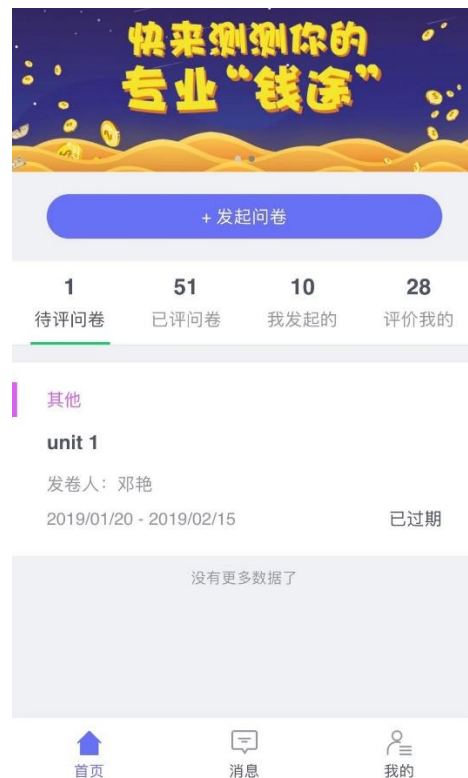 快来测测你的
专业“钱途”
+ 发起问卷
1 51 10 28
待评问卷 已评问卷 我发起的 评价我的
其他
unit 1
发卷人：邓艳
2019/01/20 - 2019/02/15 已过期
没有更多数据了
首页 消息 我的